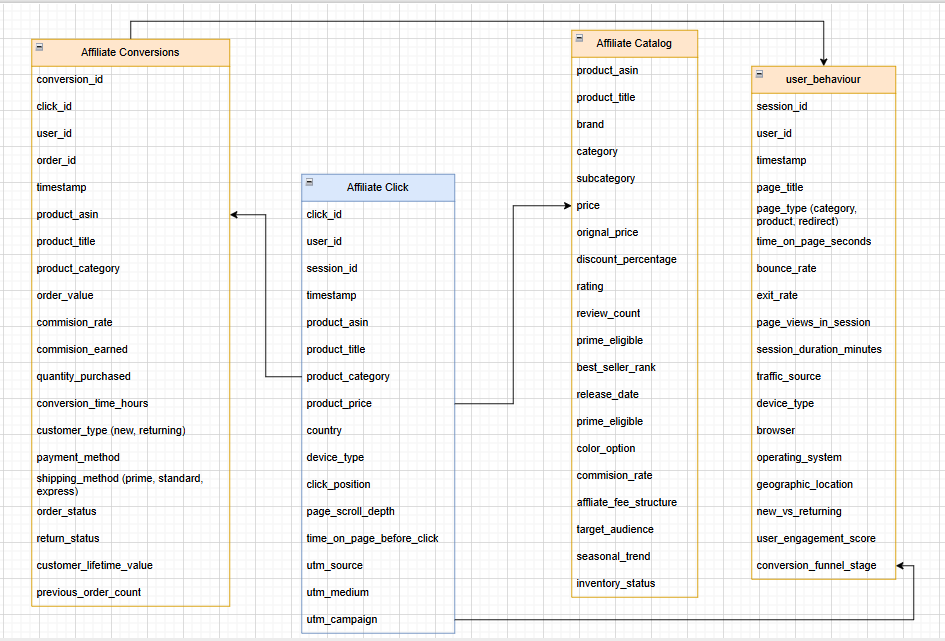 Affiliate Conversions
conversion_id
click_id
user_id
order_id
timestamp
product_asin
product_title
product_category
order_value
commision_rate
commision_earned
quantity_purchased
conversion_time_hours
customer_type (new, returning)
payment_method
shipping_method (prime, standard,
express)
order_status
return_status
customer_lifetime_value
previous_order_count
Affiliate Click
click_id
user_id
session_id
timestamp
product_asin
product_title
product_category
product_price
country
device_type
click_position
page_scroll_depth
time_on_page_before_click
utm_source
utm_medium
utm_campaign
Affiliate Catalog
product_asin
product_title
brand
category
subcategory
price
orignal_price
discount_percentage
rating
review_count
prime_eligible
best_seller_rank
release_date
prime_eligible
color_option
commision_rate
affliate_fee_structure
target_audience
seasonal_trend
inventory_status
user_behaviour
session_id
user_id
timestamp
page_title
page_type (category,
product, redirect)
time_on_page_seconds
bounce_rate
exit_rate
page_views_in_session
session_duration_minutes
traffic_source
device_type
browser
operating_system
geographic_location
new_vs_returning
user_engagement_score
conversion_funnel_stage